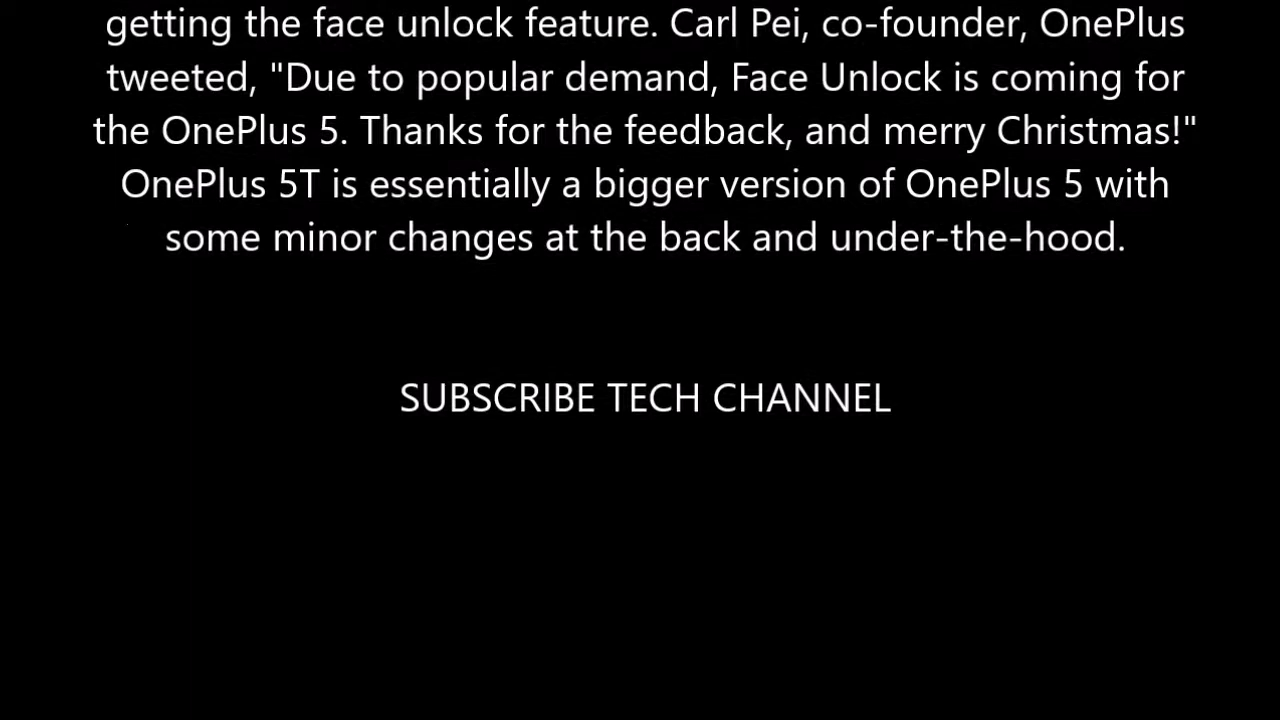 getting the face unlock feature. Carl Pei, co-founder, OnePlus
tweeted, "Due to popular demand, Face Unlock is coming for
the OnePlus 5. Thanks for the feedback, and merry Christmas!"
OnePlus 5T is essentially a bigger version of OnePlus 5 with
some minor changes at the back and under-the-hood.
SUBSCRIBE TECH CHANNEL